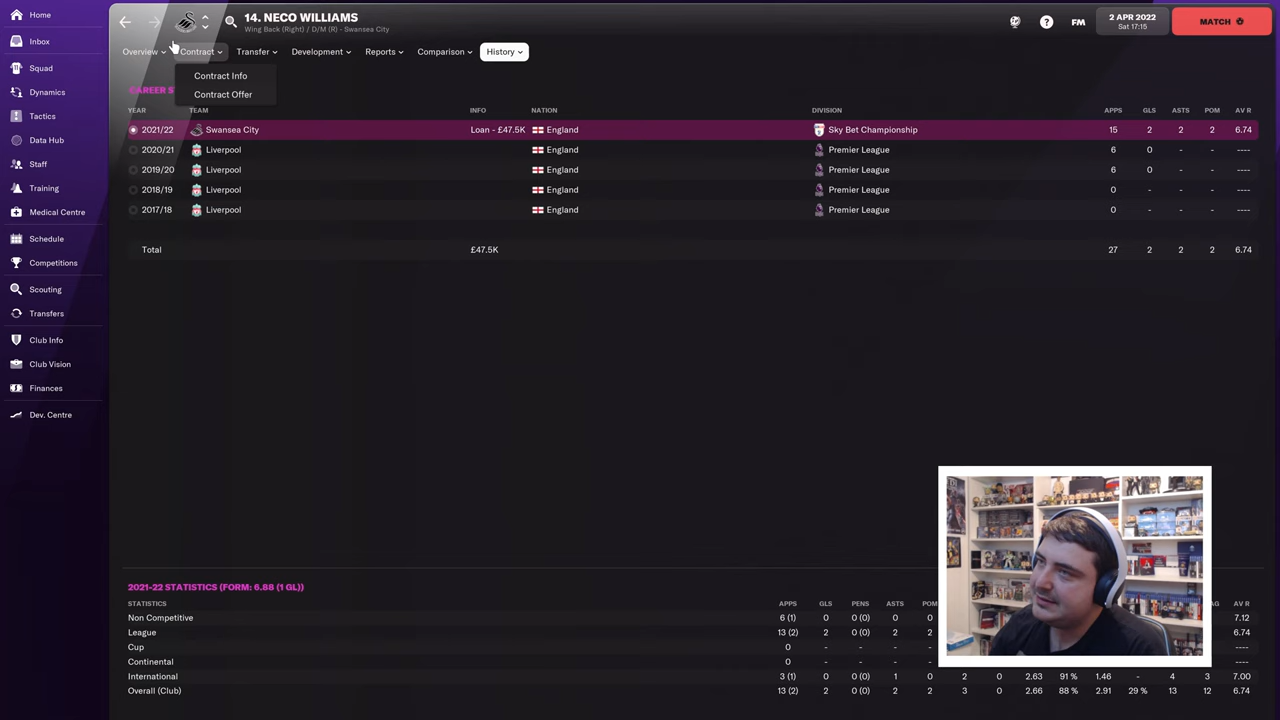 Home
Inbox
Squad
Dynamics
Tactics
Data Hub
Staff
Training
Medical Centre
Schedule
Competitions
Scouting
Transfers
Club Info
Club Vision
Finances
Dev. Centre
14. NECO WILLIAMS
Wing Back (Right) / D/M (R) - Swansea City
FM
2 APR 2022
Sat 17:15
MATCH
Overview Contract Transfer Development Reports Comparison History
Contract Info
Contract Offer
CAREER S
YEAR TEAM INFO NATION DIVISION APPS GLS ASTS POM AV R
2021/22 Swansea City Loan - £47.5K England Sky Bet Championship 15 2 2 2 6.74
2020/21 Liverpool England Premier League 6 0 - - ----
2019/20 Liverpool England Premier League 6 0 - - ----
2018/19 Liverpool England Premier League 0 - - - ----
2017/18 Liverpool England Premier League 0 - - - ----
Total £47.5K 27 2 2 2 6.74
2021-22 STATISTICS (FORM: 6.88 (1 GL))
STATISTICS APPS GLS PENS ASTS POM AV R
Non Competitive 6 (1) 0 0 (0) 0 0 7.12
League 13 (2) 2 0 (0) 2 2 6.74
Cup 0 - - - - ----
Continental 0 - - - - ----
International 3 (1) 0 0 (0) 1 0 2 0 2.63 91 % 1.46 - 4 3 7.00
Overall (Club) 13 (2) 2 0 (0) 2 2 3 0 2.66 88 % 2.91 29 % 13 12 6.74